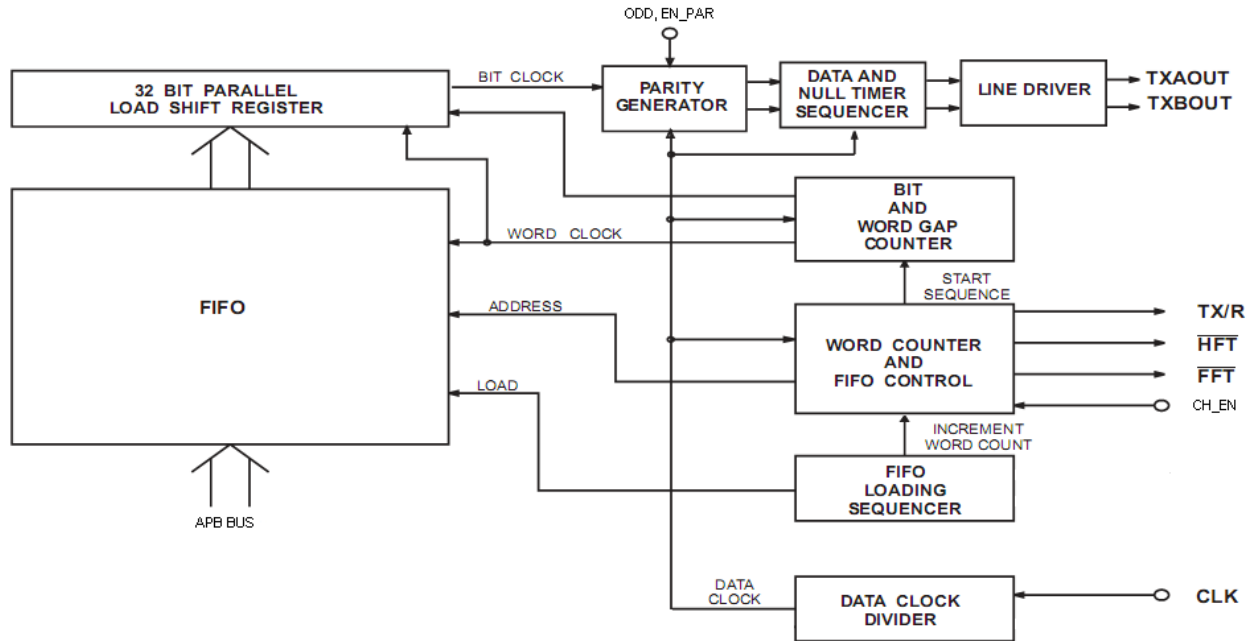 ODD, EN_PAR
32 BIT PARALLEL
LOAD SHIFT REGISTER
BIT CLOCK
PARITY
GENERATOR
DATA AND
NULL TIMER
SEQUENCER
LINE DRIVER
TXAOUT
TXBOUT
BIT
AND
WORD GAP
COUNTER
WORD CLOCK
START
SEQUENCE
FIFO
ADDRESS
WORD COUNTER
AND
FIFO CONTROL
TX/R
HFT
FFT
CH_EN
LOAD
INCREMENT
WORD COUNT
FIFO
LOADING
SEQUENCER
APB BUS
DATA
CLOCK
DATA CLOCK
DIVIDER
CLK